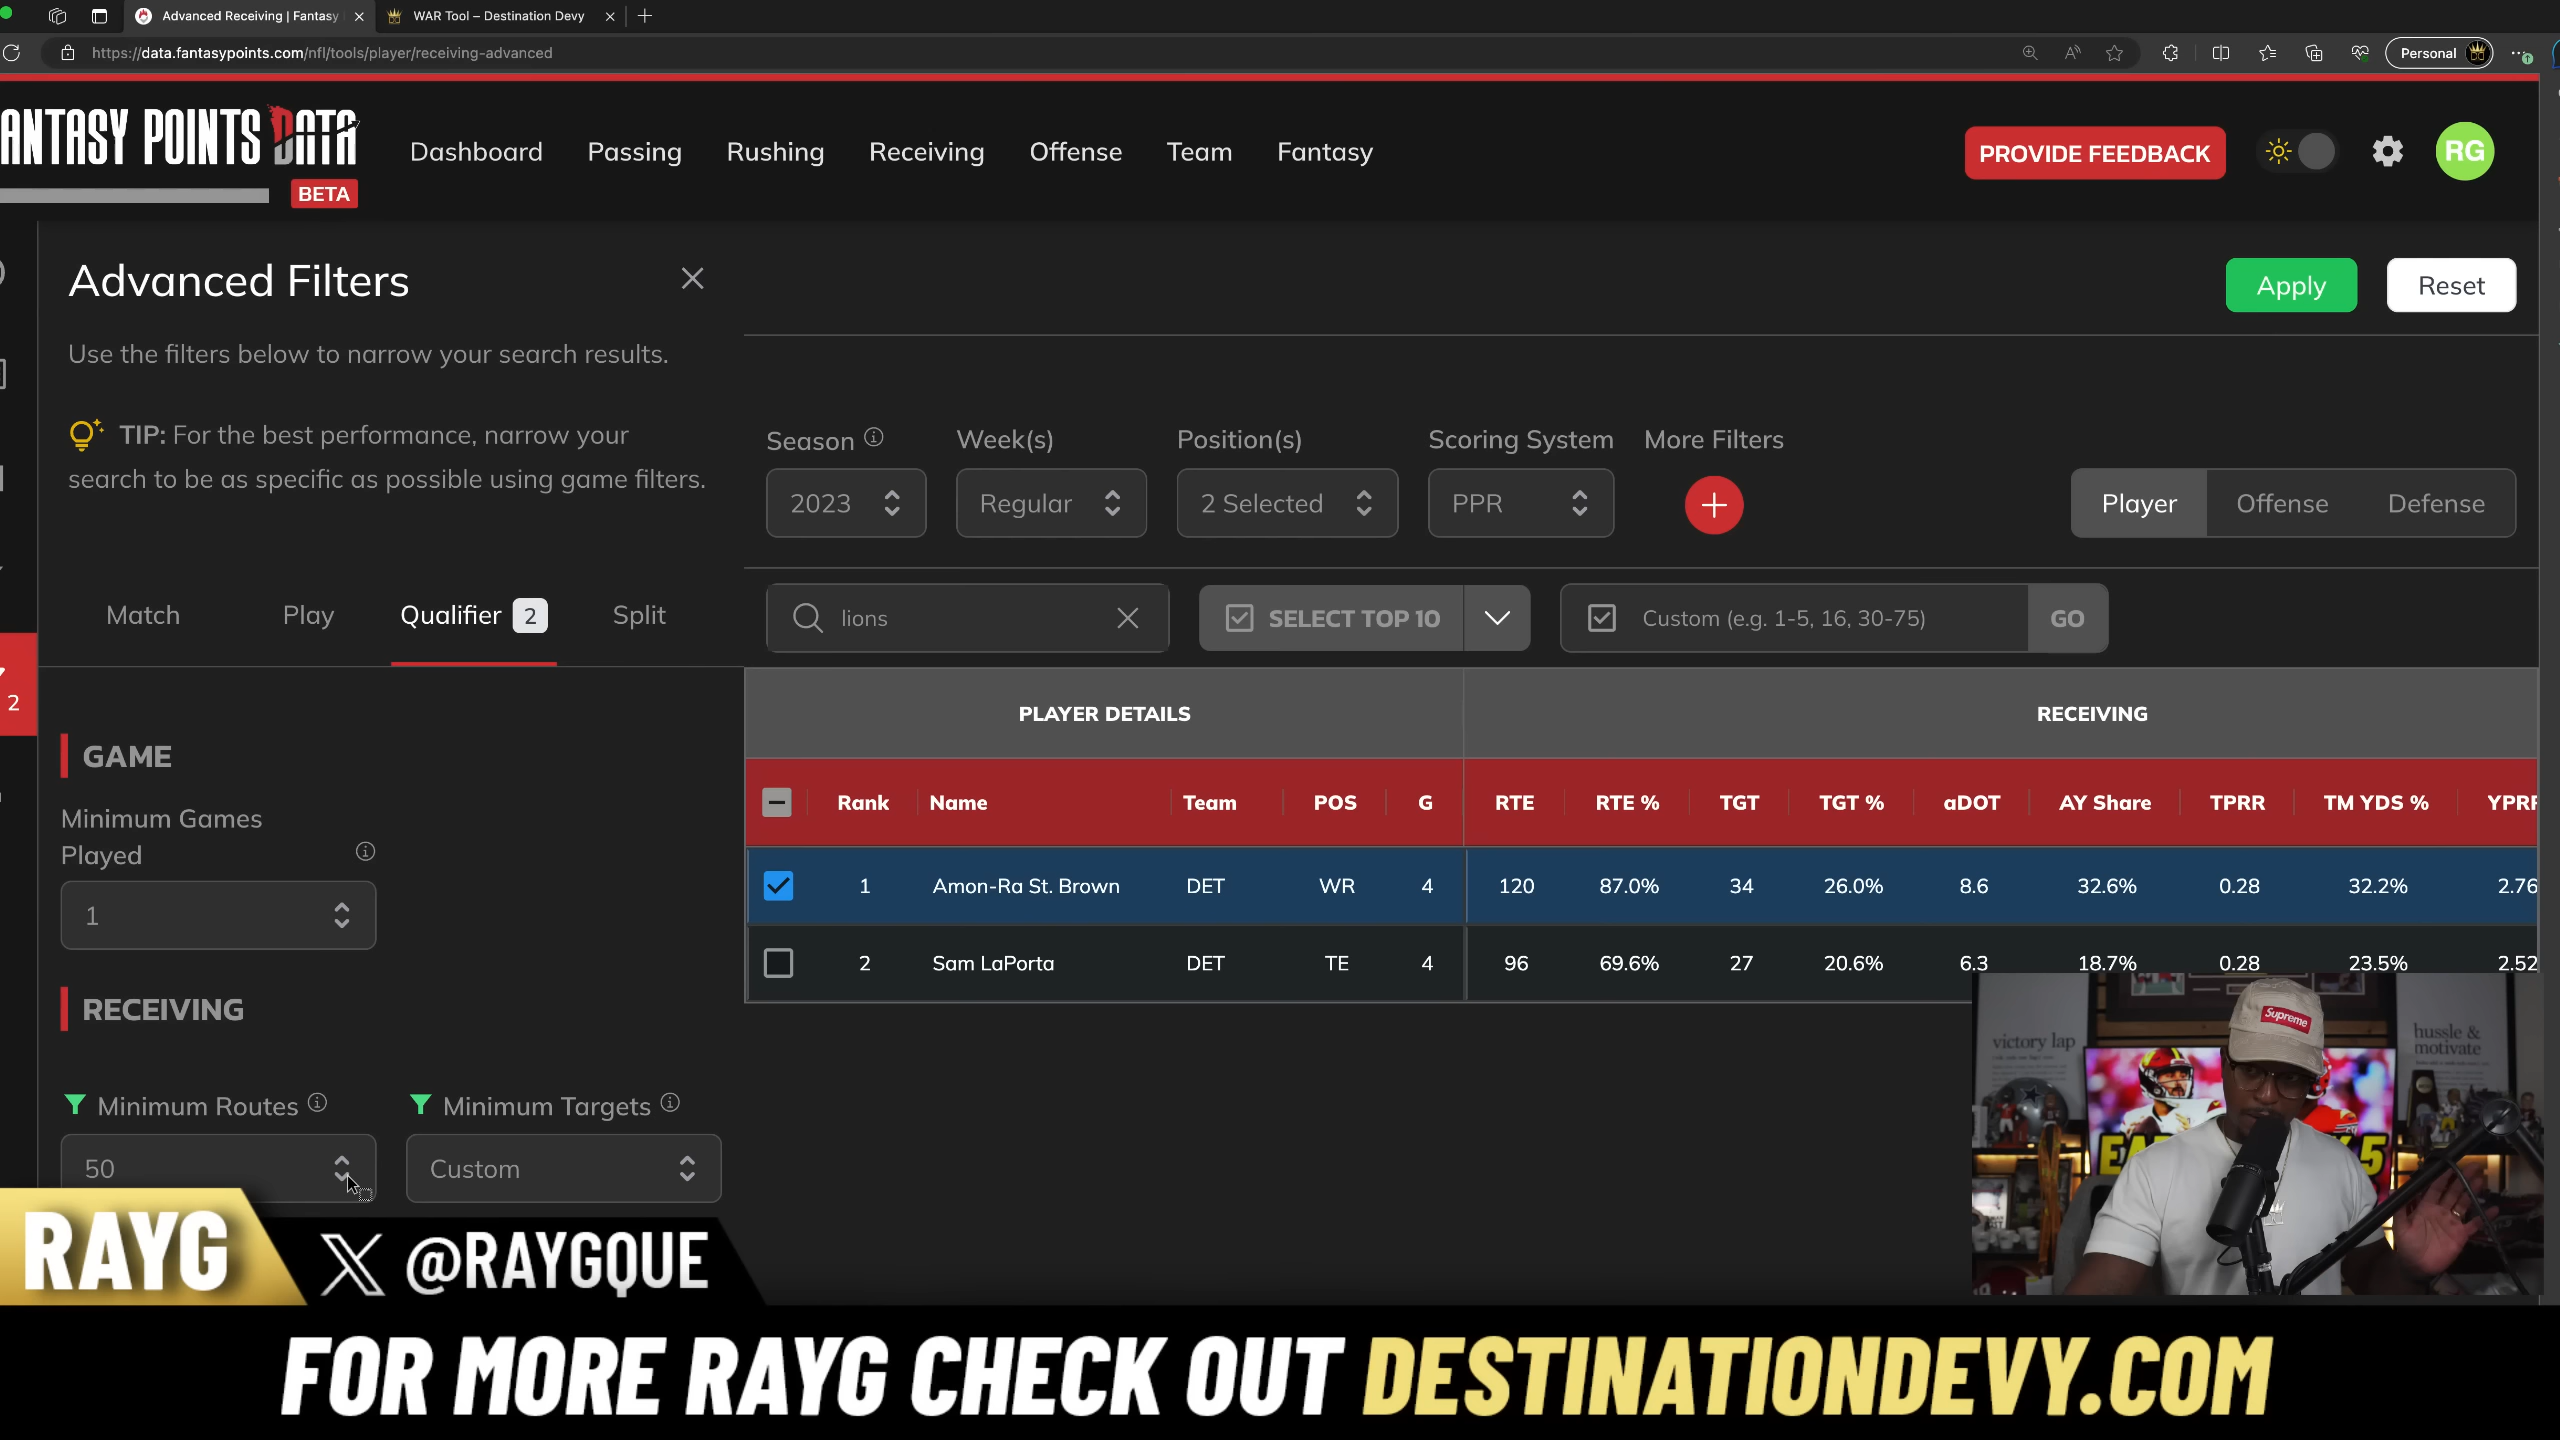 Advanced Receiving | Fantasy
WAR Tool – Destination Devy
https://data.fantasypoints.com/nfl/tools/player/receiving-advanced
Personal
ANTASY POINTS DATA
BETA
Dashboard Passing Rushing Receiving Offense Team Fantasy
PROVIDE FEEDBACK
RG
Advanced Filters
Apply Reset
Use the filters below to narrow your search results.
TIP: For the best performance, narrow your
search to be as specific as possible using game filters.
Season Week(s) Position(s) Scoring System More Filters
2023 Regular 2 Selected PPR
Player Offense Defense
Match Play Qualifier 2 Split
lions
SELECT TOP 10
Custom (e.g. 1-5, 16, 30-75) GO
2
PLAYER DETAILS RECEIVING
Rank Name Team POS G RTE RTE % TGT TGT % aDOT AY Share TPRR TM YDS % YPRR
1 Amon-Ra St. Brown DET WR 4 120 87.0% 34 26.0% 8.6 32.6% 0.28 32.2% 2.76
2 Sam LaPorta DET TE 4 96 69.6% 27 20.6% 6.3 18.7% 0.28 23.5% 2.52
GAME
Minimum Games
Played
1
RECEIVING
Minimum Routes Minimum Targets
50 Custom
Supreme
victory lap
hussle &
motivate
EA
5
RAYG
X @RAYGQUE
FOR MORE RAYG CHECK OUT DESTINATIONDEVY.COM